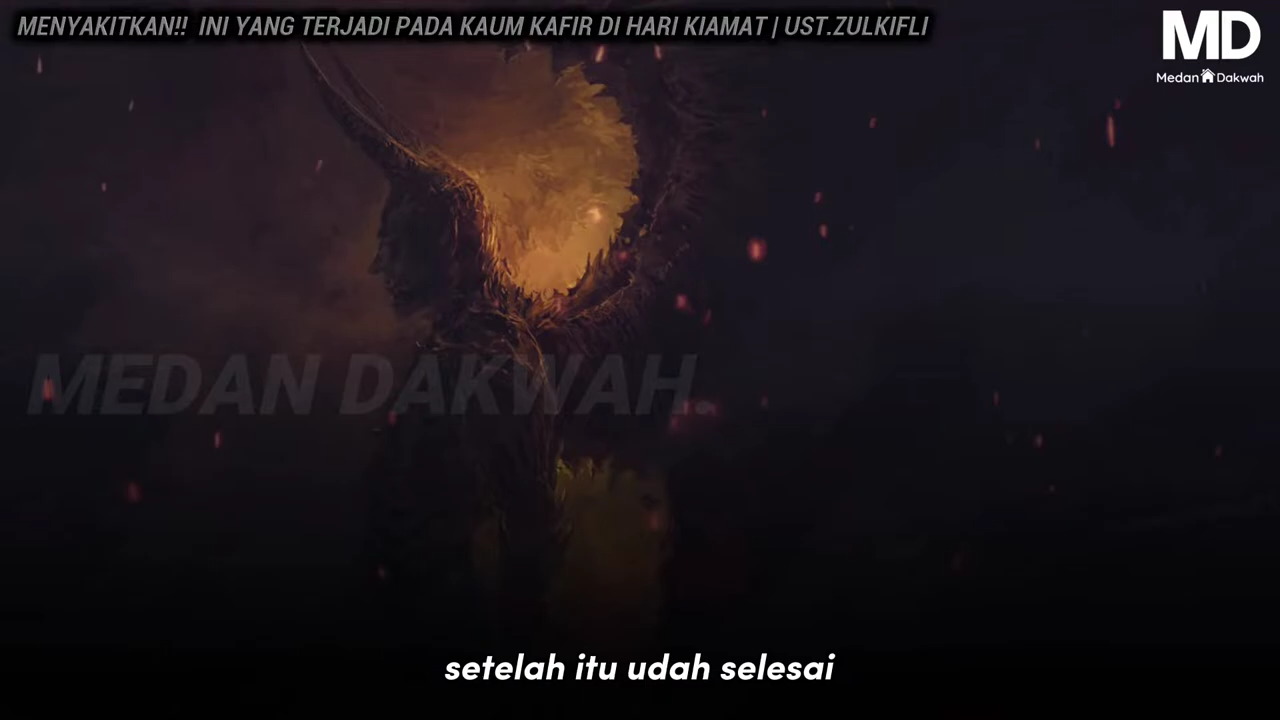 MENYAKITKAN!! INI YANG TERJADI PADA KAUM KAFIR DI HARI KIAMAT | UST.ZULKIFLI
MD
Medan Dakwah
MEDAN DAKWAH.
setelah itu udah selesai